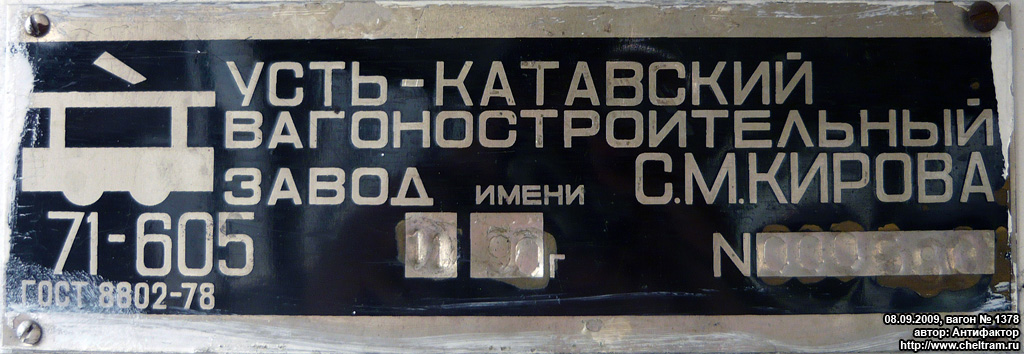 УСТЬ-КАТАВСКИЙ
ВАГОНОСТРОИТЕЛЬНЫЙ
ЗАВОД ИМЕНИ С.М.КИРОВА
71-605 г N
ГОСТ 8802-78
08.09.2009, вагон № 1378
автор: Антифактор
http://www.cheltram.ru